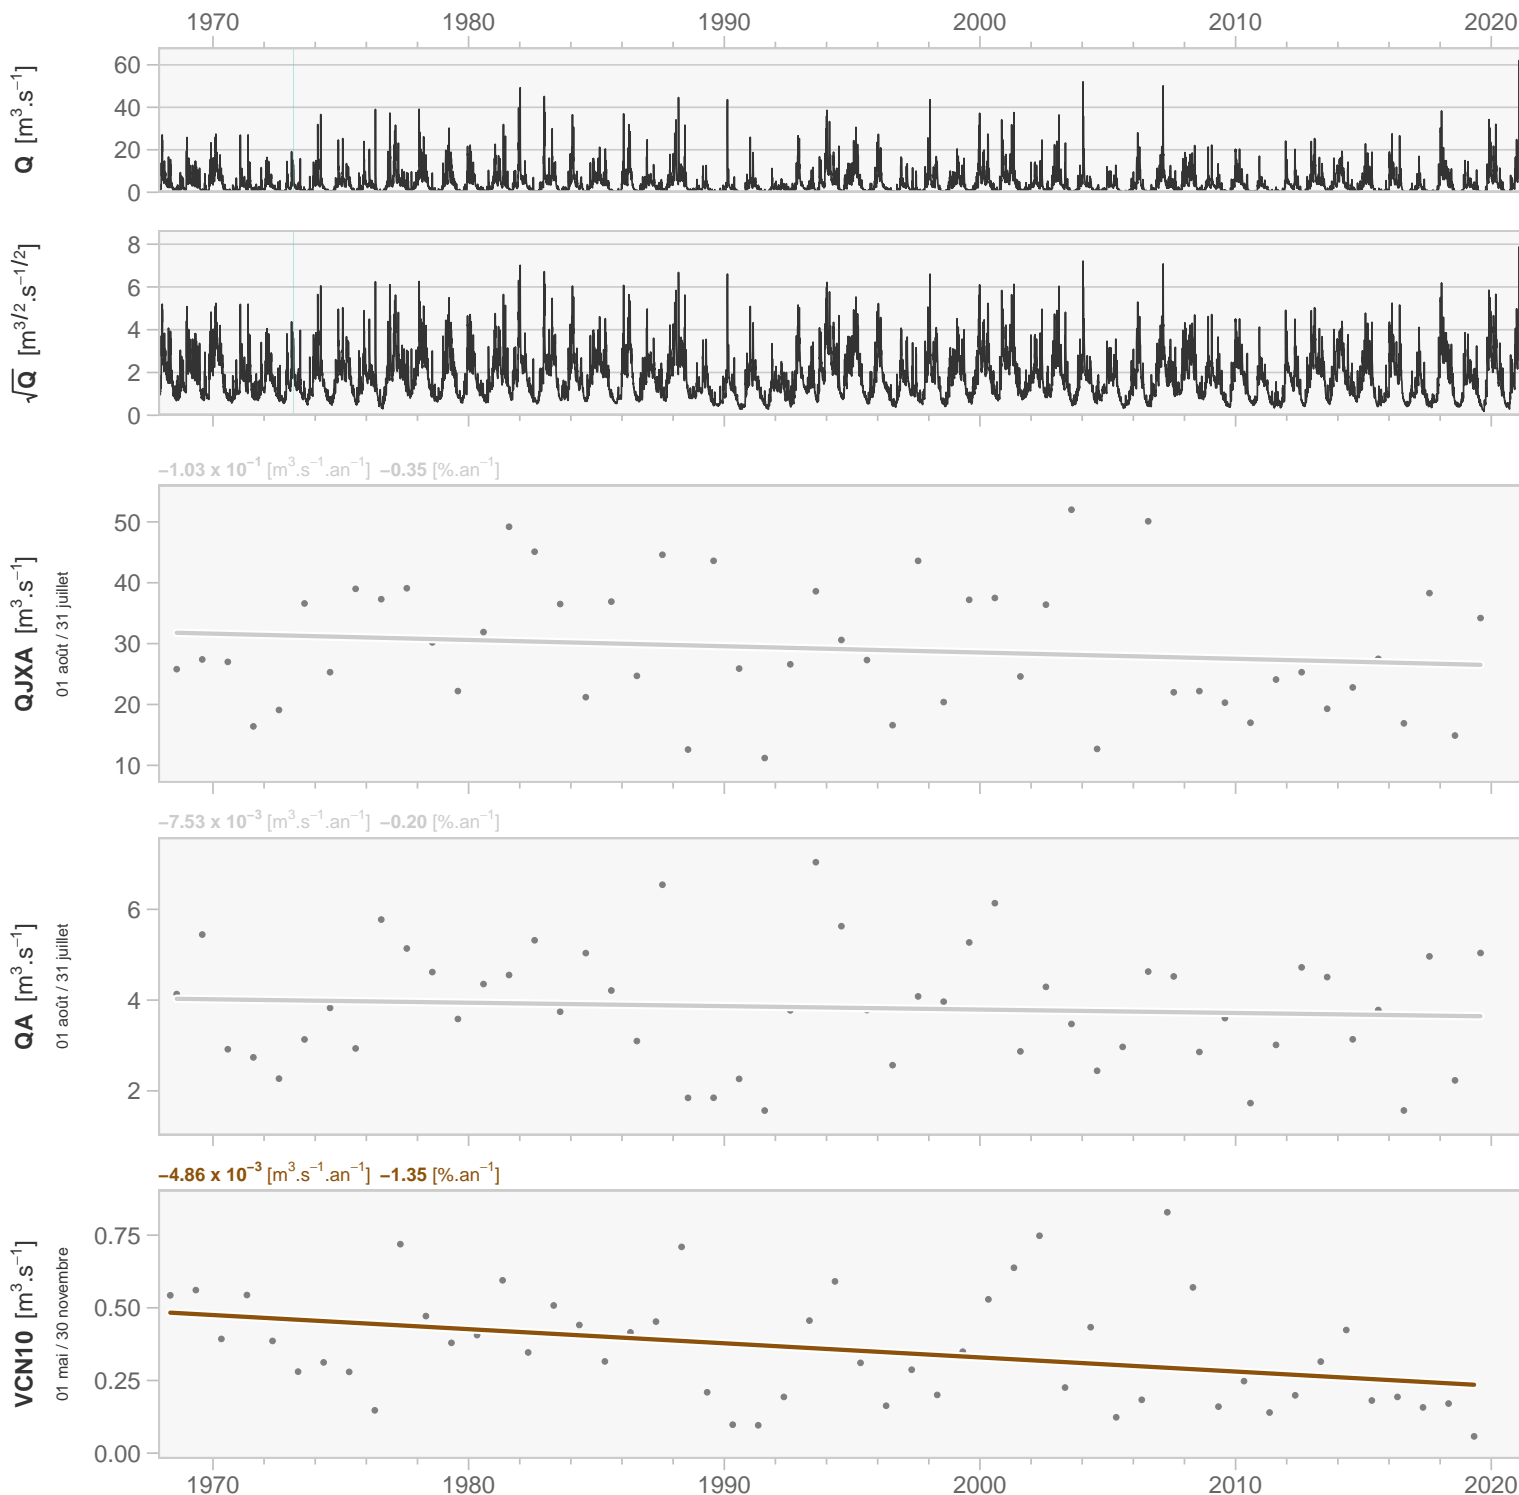 1970 1980 1990 2000 2010 2020
Q [m³.s⁻¹]
60
40
20
0
√Q [m³ᐟ².s⁻¹ᐟ²]
8
6
4
2
0
−1.03 x 10⁻¹ [m³.s⁻¹.an⁻¹] −0.35 [%.an⁻¹]
QJXA [m³.s⁻¹]
01 août / 31 juillet
50
40
30
20
10
−7.53 x 10⁻³ [m³.s⁻¹.an⁻¹] −0.20 [%.an⁻¹]
QA [m³.s⁻¹]
01 août / 31 juillet
6
4
2
−4.86 x 10⁻³ [m³.s⁻¹.an⁻¹] −1.35 [%.an⁻¹]
VCN10 [m³.s⁻¹]
01 mai / 30 novembre
0.75
0.50
0.25
0.00
1970 1980 1990 2000 2010 2020